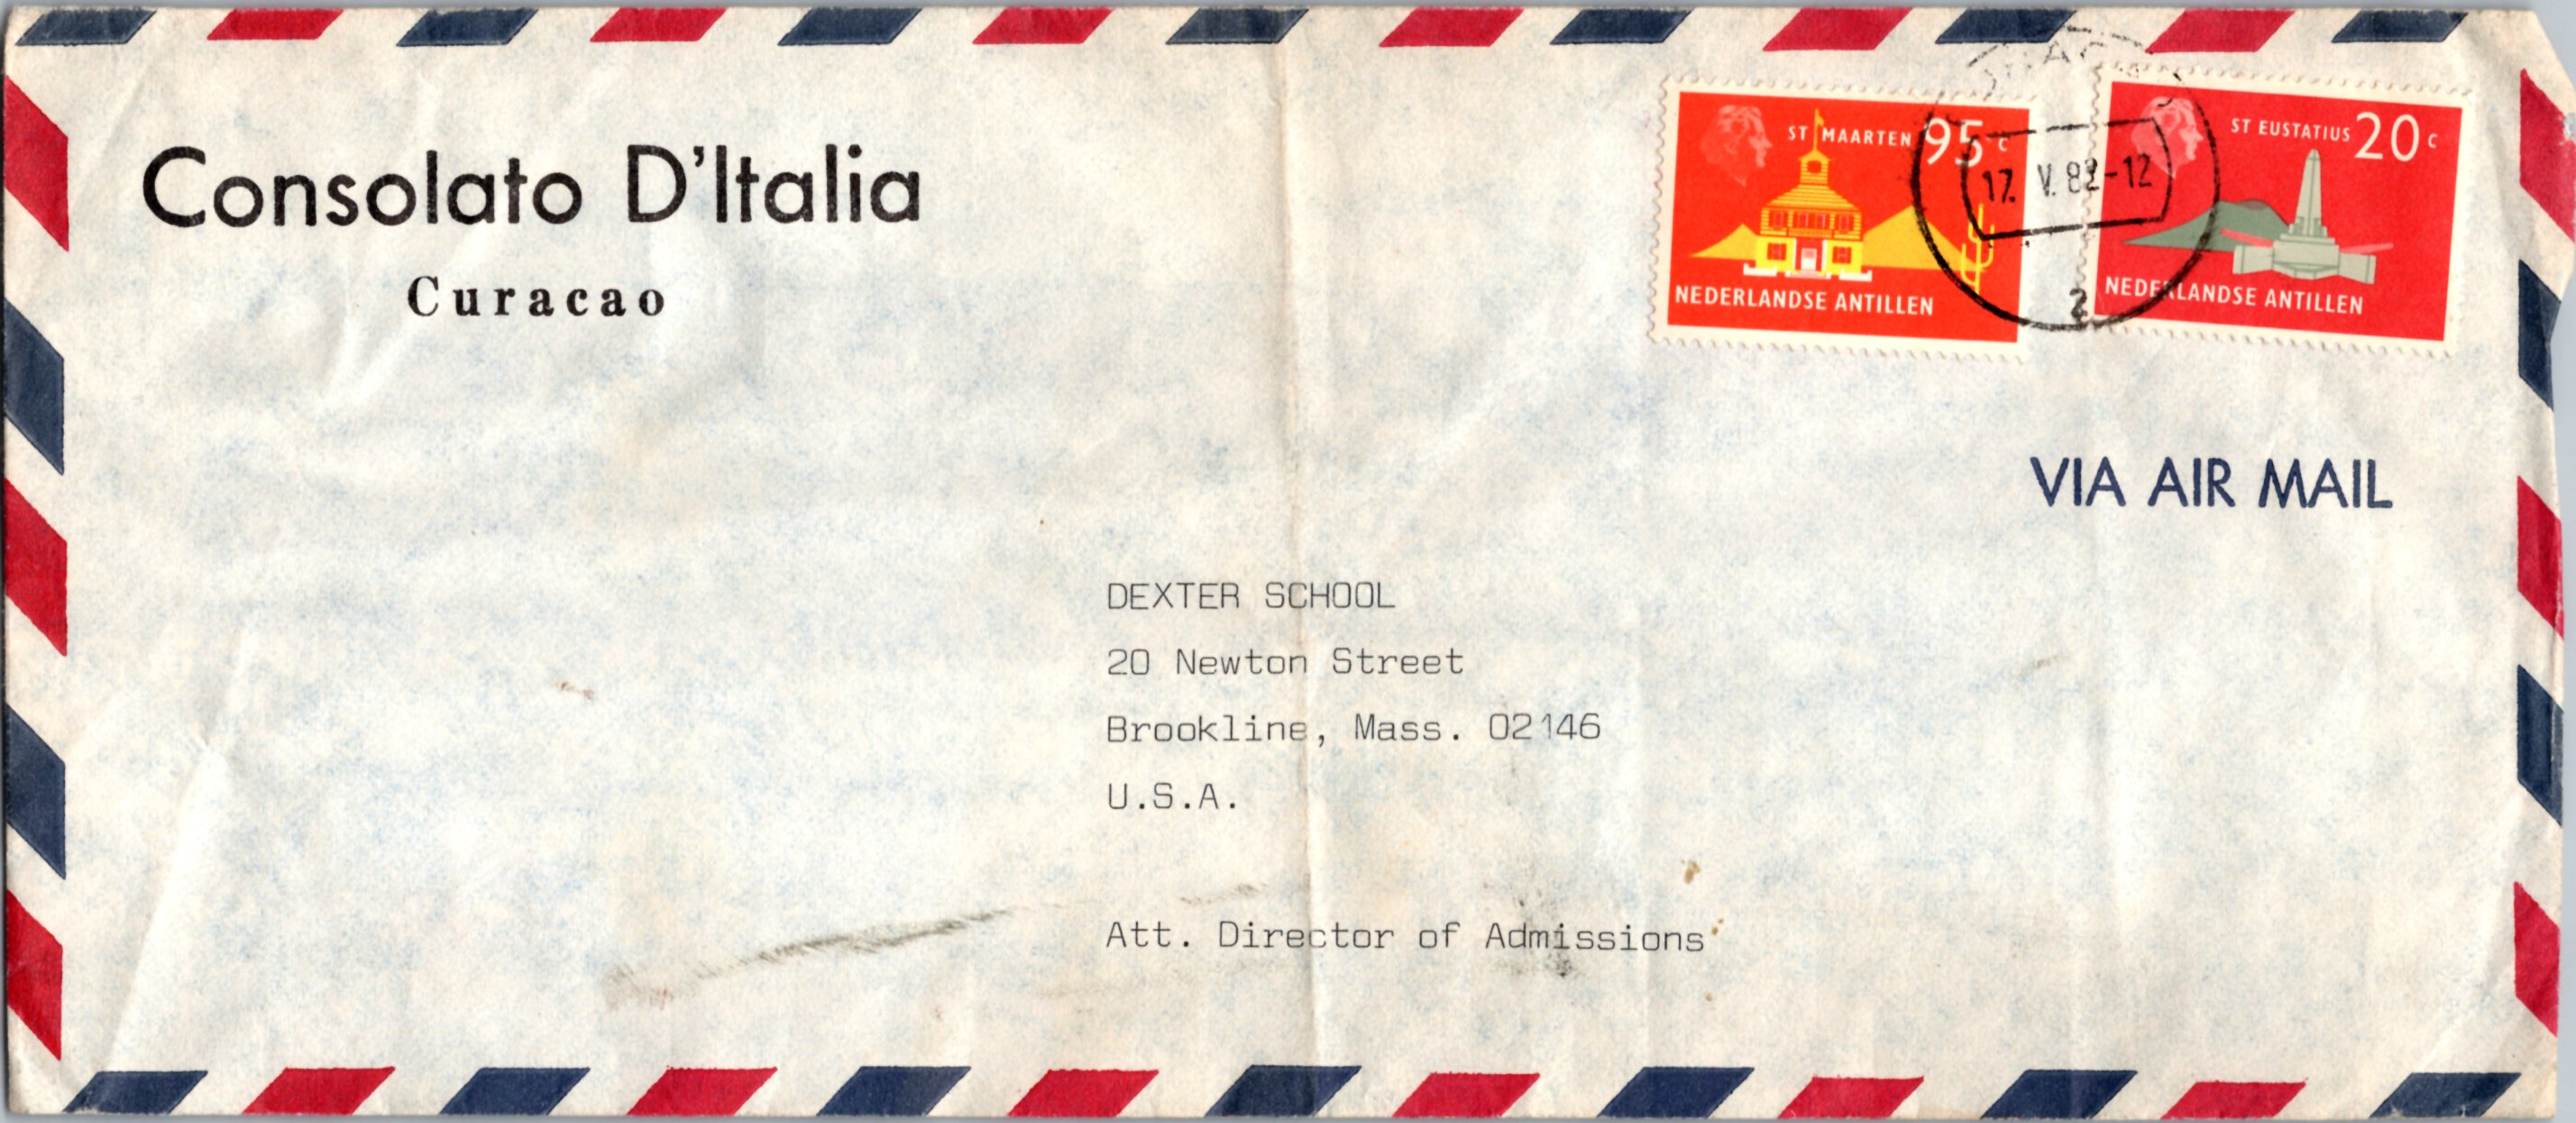 Consolato D'Italia
Curacao
ST MAARTEN 95 c
NEDERLANDSE ANTILLEN
ST EUSTATIUS 20 c
NEDERLANDSE ANTILLEN
17. V. 82-12
2
VIA AIR MAIL
DEXTER SCHOOL
20 Newton Street
Brookline, Mass. 02146
U.S.A.
Att. Director of Admissions